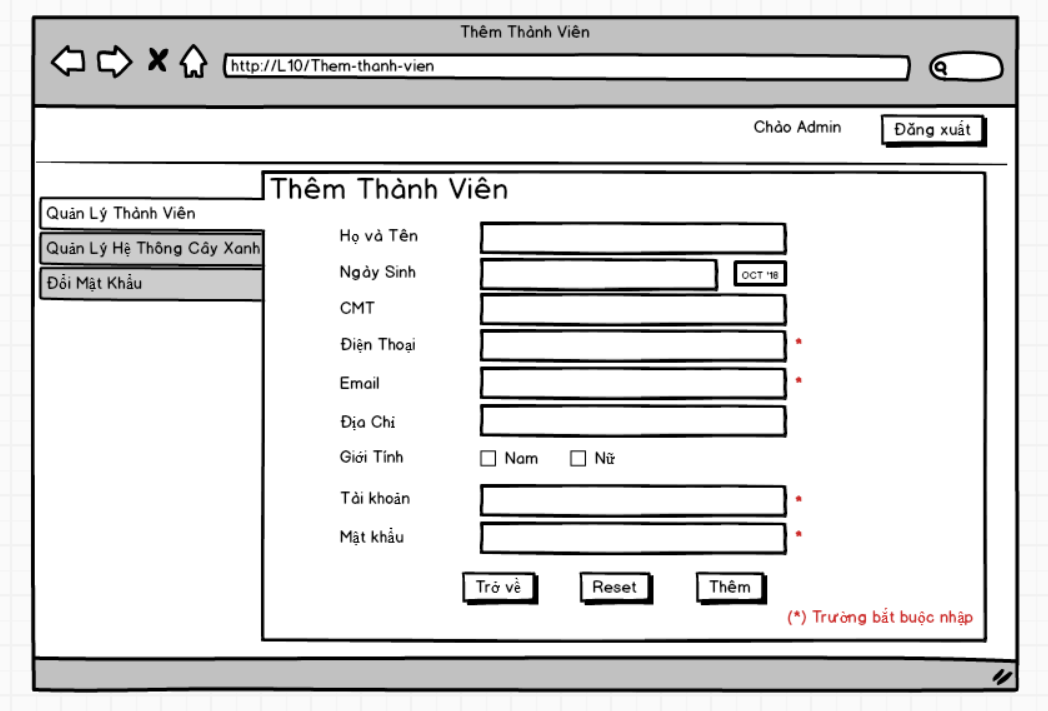 Thêm Thành Viên
http://L10/Them-thanh-vien
Chào Admin
Đăng xuất
Thêm Thành Viên
Quản Lý Thành Viên
Quản Lý Hệ Thông Cây Xanh
Đổi Mật Khẩu
Họ và Tên
Ngày Sinh
OCT '18
CMT
Điện Thoại *
Email *
Địa Chỉ
Giới Tính Nam Nữ
Tài khoản *
Mật khẩu *
Trở về Reset Thêm
(*) Trường bắt buộc nhập